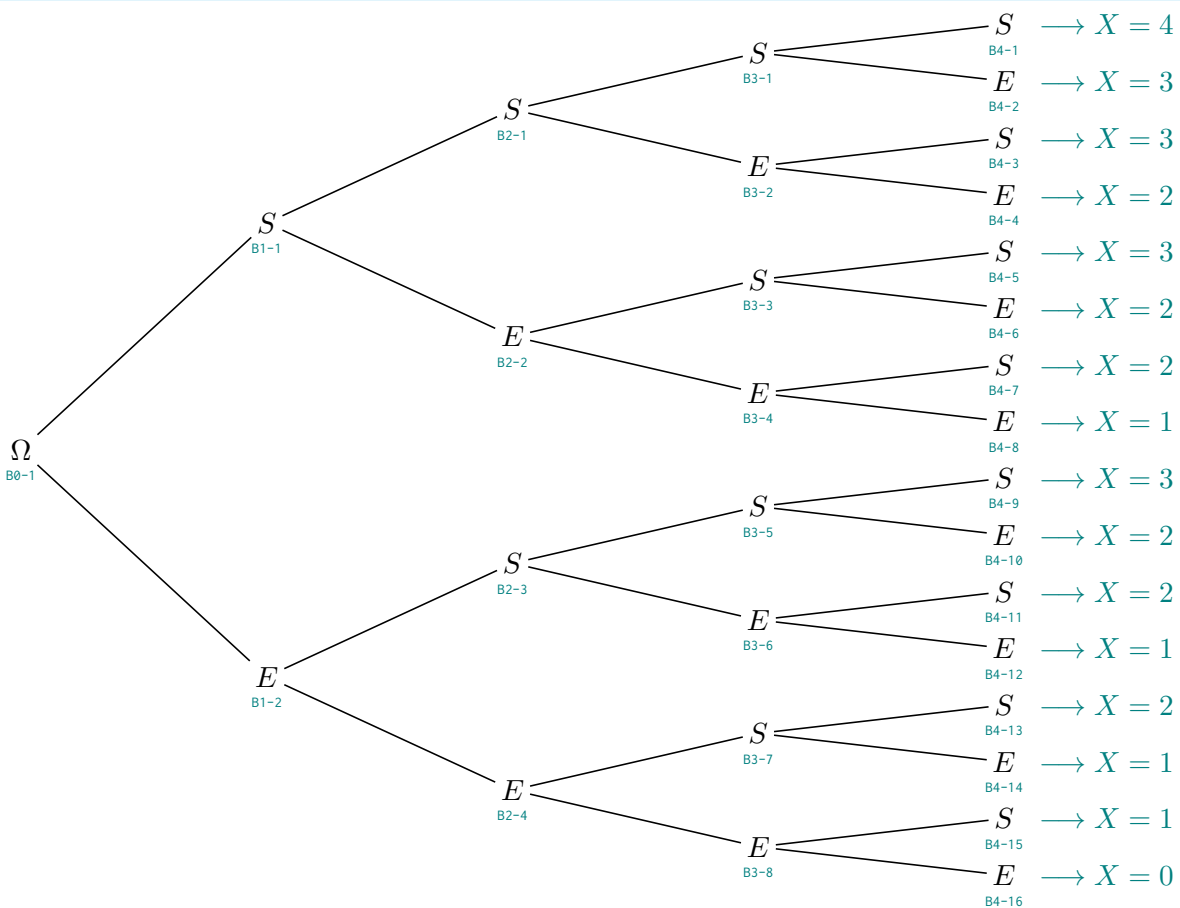 S → X = 4
B4-1
S
B3-1
E → X = 3
B4-2
S
B2-1
S → X = 3
B4-3
E
B3-2
E → X = 2
B4-4
S
B1-1
S → X = 3
B4-5
S
B3-3
E → X = 2
B4-6
E
B2-2
S → X = 2
B4-7
E
B3-4
E → X = 1
B4-8
Ω
B0-1
S → X = 3
B4-9
S
B3-5
E → X = 2
B4-10
S
B2-3
S → X = 2
B4-11
E
B3-6
E → X = 1
B4-12
E
B1-2
S → X = 2
B4-13
S
B3-7
E → X = 1
B4-14
E
B2-4
S → X = 1
B4-15
E
B3-8
E → X = 0
B4-16